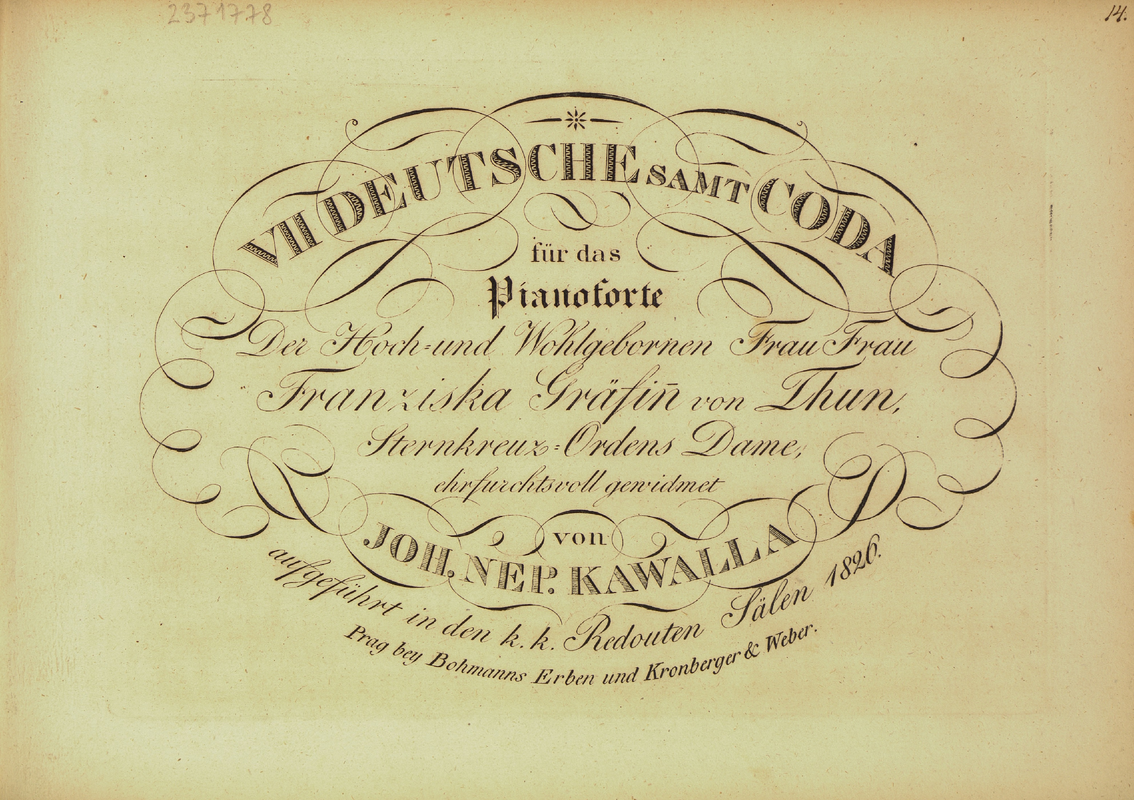 2371778
14.
VII DEUTSCHE SAMT CODA
für das
Pianoforte
Der Hoch-und Wohlgebornen Frau Frau
Franziska Gräfin̄ von Thun,
Sternkreuz-Ordens Dame,
ehrfurchtsvoll gewidmet
von
JOH. NEP. KAWALLA
aufgeführt in den k. k. Redouten Sälen 1826.
Prag bey Bohmanns Erben und Kronberger & Weber.